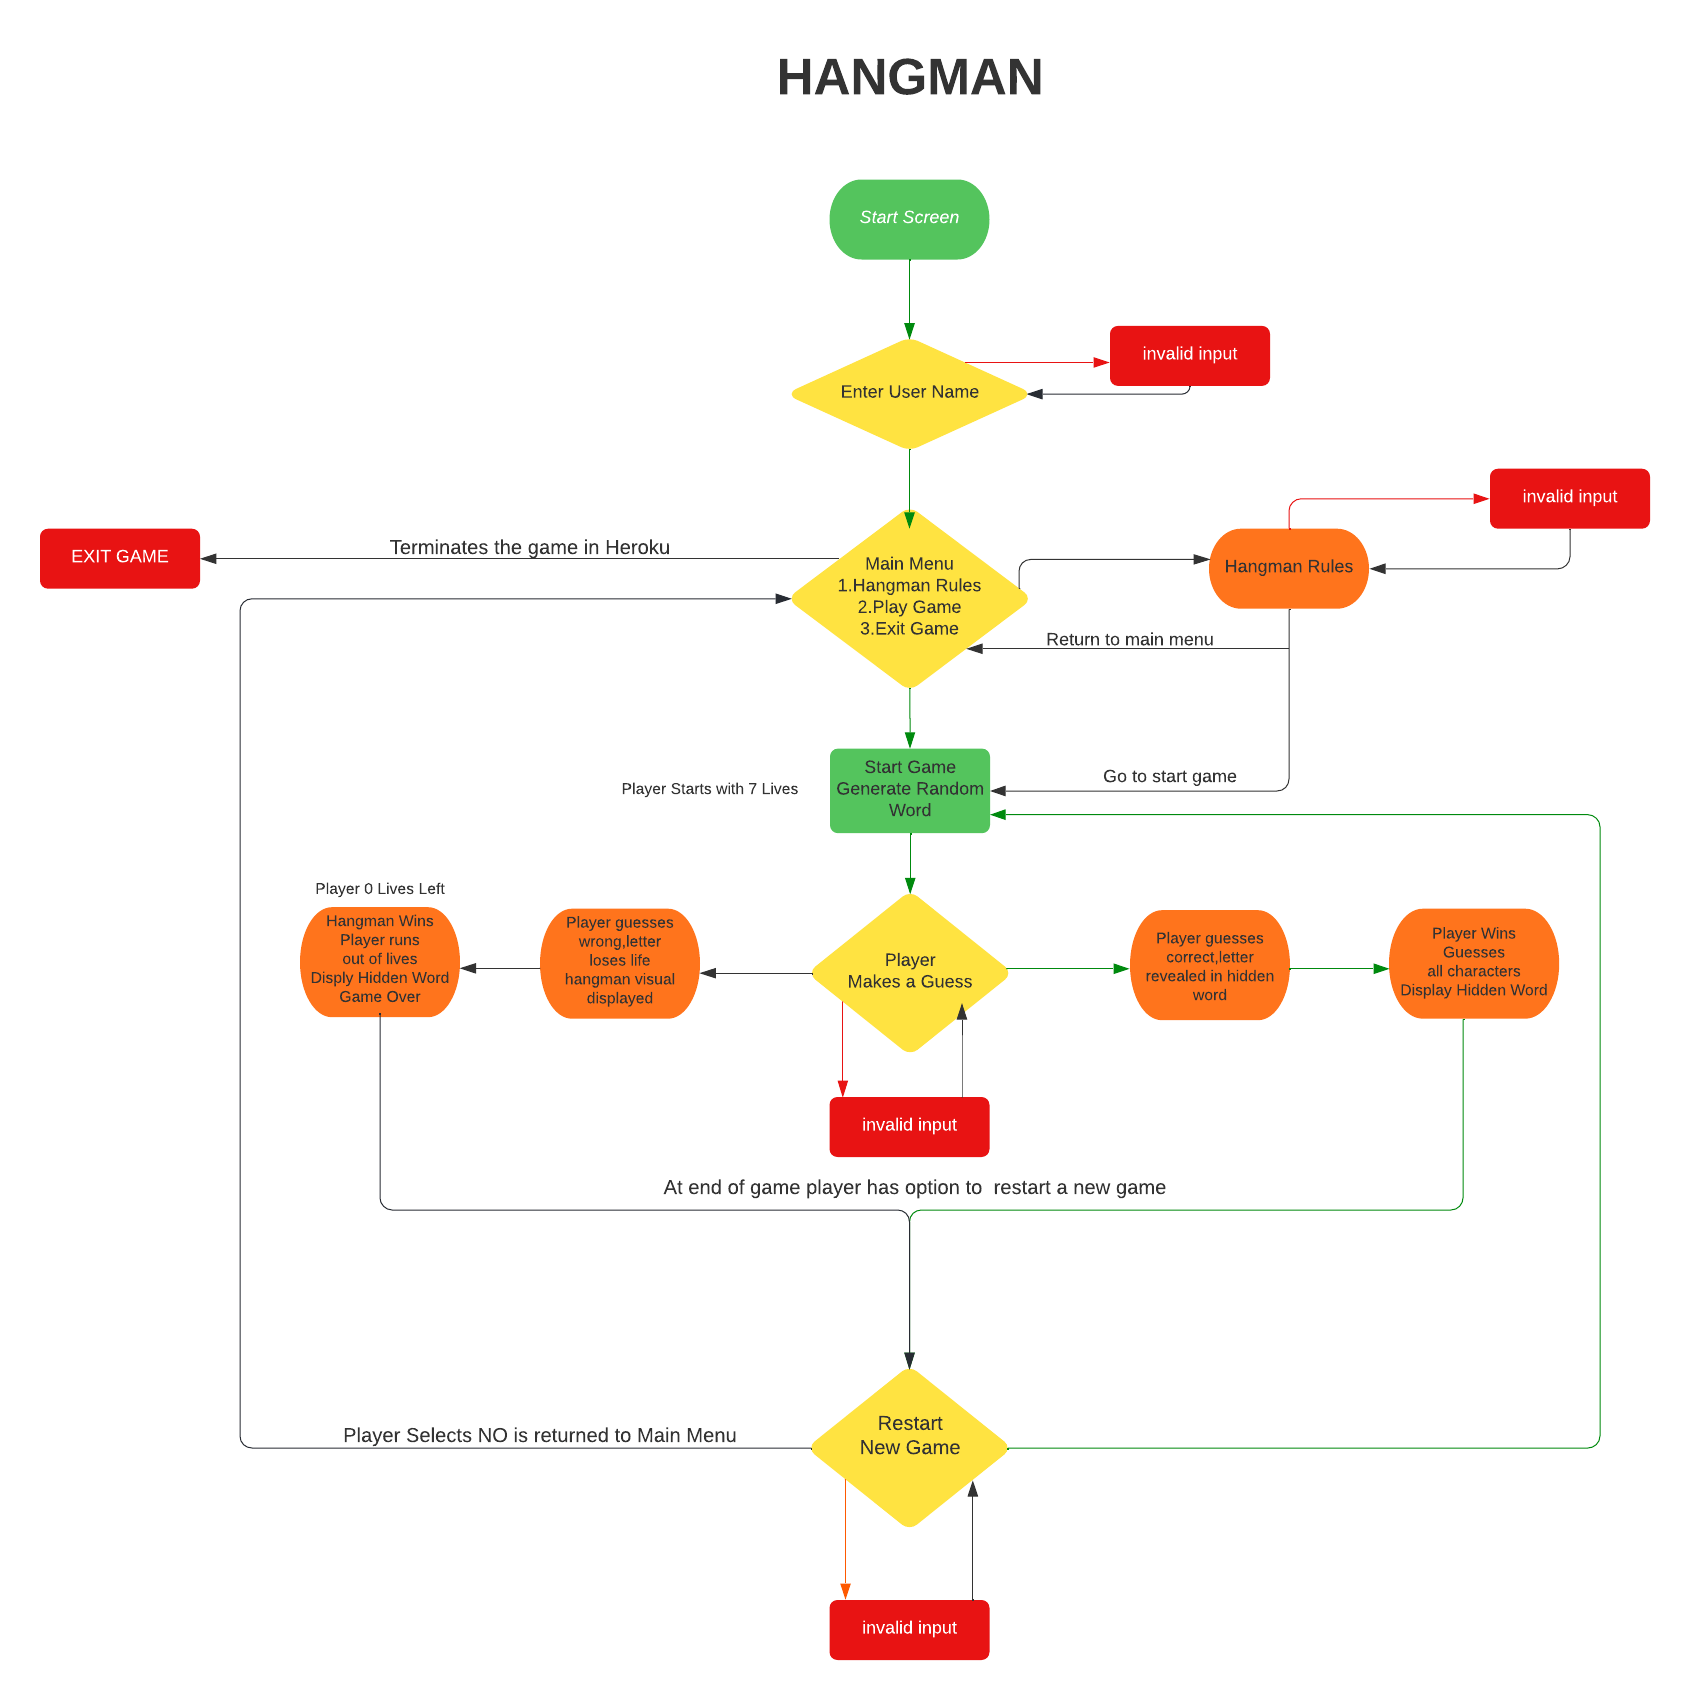 HANGMAN
Start Screen
invalid input
Enter User Name
invalid input
EXIT GAME
Terminates the game in Heroku
Main Menu
1.Hangman Rules
2.Play Game
3.Exit Game
Hangman Rules
Return to main menu
Start Game
Generate Random
Word
Player Starts with 7 Lives
Go to start game
Player 0 Lives Left
Hangman Wins
Player runs
out of lives
Disply Hidden Word
Game Over
Player guesses
wrong,letter
loses life
hangman visual
displayed
Player
Makes a Guess
Player guesses
correct,letter
revealed in hidden
word
Player Wins
Guesses
all characters
Display Hidden Word
invalid input
At end of game player has option to  restart a new game
Player Selects NO is returned to Main Menu
Restart
New Game
invalid input